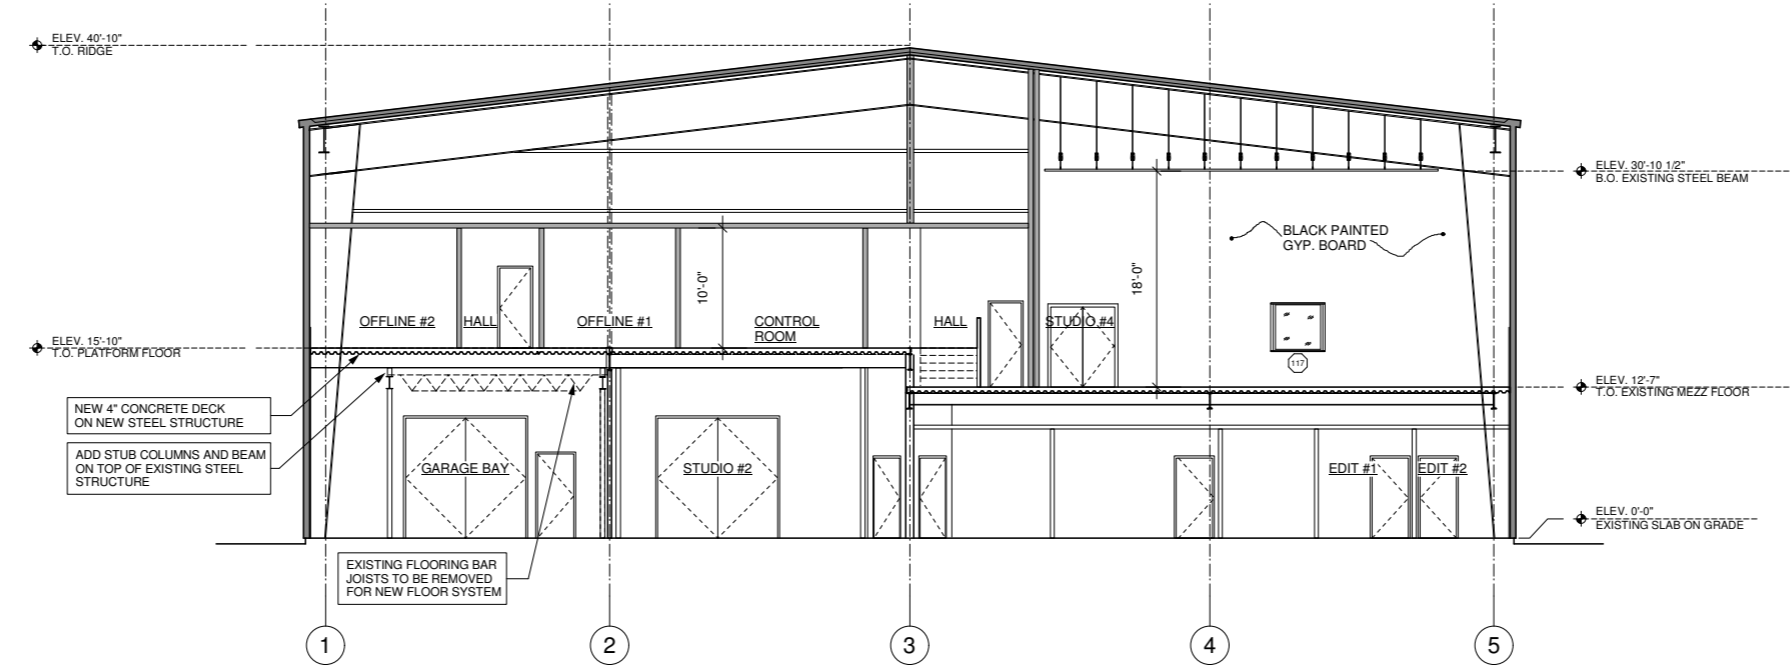 ELEV. 40'-10"
T.O. RIDGE
ELEV. 30'-10 1/2"
B.O. EXISTING STEEL BEAM
BLACK PAINTED
GYP. BOARD
18'-0"
10'-0"
OFFLINE #2
HALL
OFFLINE #1
CONTROL
ROOM
HALL
STUDIO #4
ELEV. 15'-10"
T.O. PLATFORM FLOOR
117
ELEV. 12'-7"
T.O. EXISTING MEZZ FLOOR
NEW 4" CONCRETE DECK
ON NEW STEEL STRUCTURE
ADD STUB COLUMNS AND BEAM
ON TOP OF EXISTING STEEL
STRUCTURE
GARAGE BAY
STUDIO #2
EDIT #1
EDIT #2
ELEV. 0'-0"
EXISTING SLAB ON GRADE
EXISTING FLOORING BAR
JOISTS TO BE REMOVED
FOR NEW FLOOR SYSTEM
1
2
3
4
5